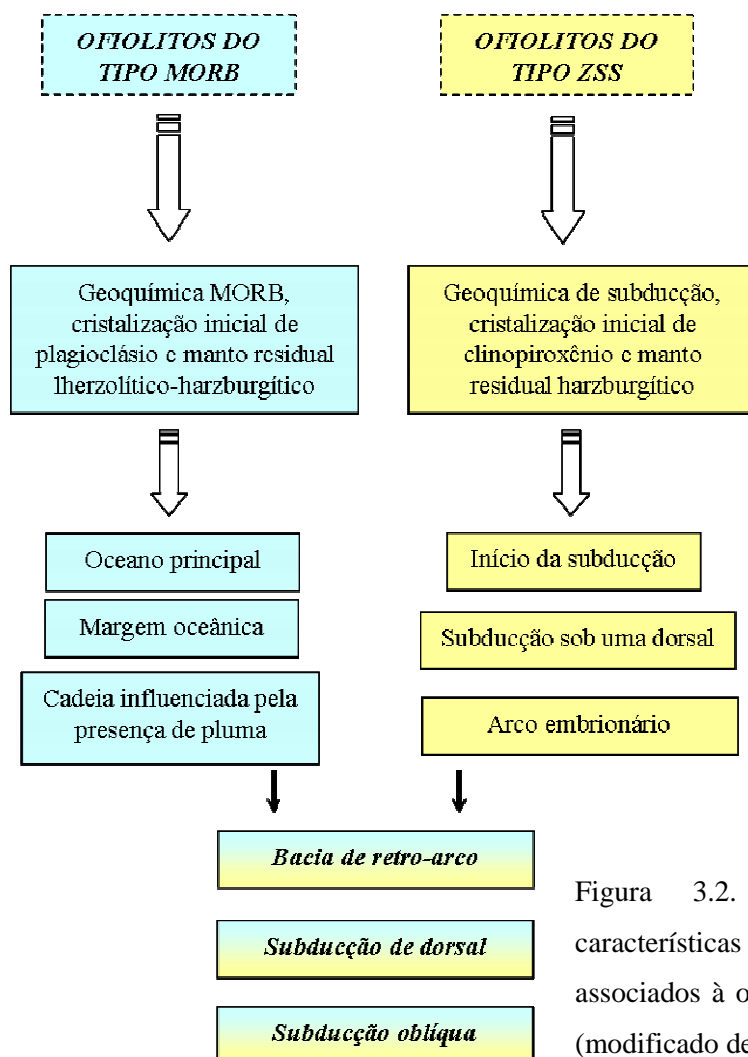 OFIOLITOS DO
TIPO MORB
OFIOLITOS DO
TIPO ZSS
Geoquímica MORB,
cristalização inicial de
plagioclásio e manto residual
lherzolítico-harzburgítico
Geoquímica de subducção,
cristalização inicial de
clinopiroxênio e manto
residual harzburgítico
Oceano principal
Margem oceânica
Cadeia influenciada pela
presença de pluma
Início da subducção
Subducção sob uma dorsal
Arco embrionário
Bacia de retro-arco
Subducção de dorsal
Subducção oblíqua
Figura 3.2.
características
associados à o
(modificado de